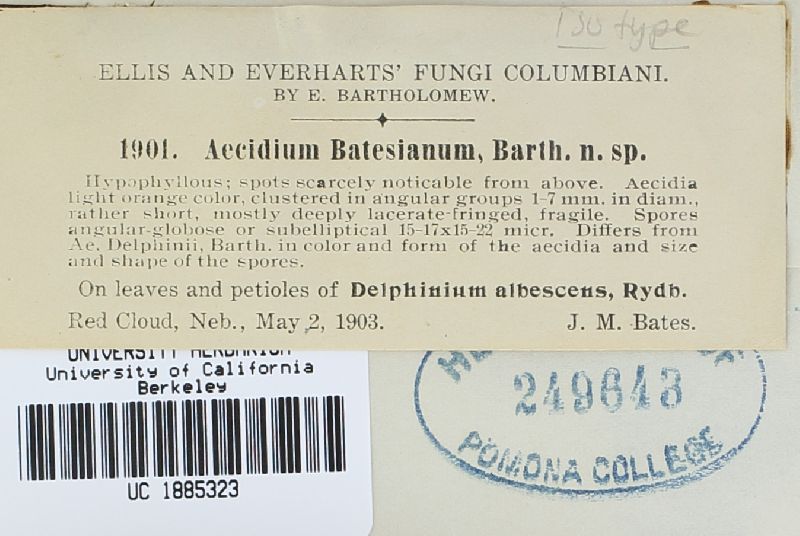 Isotype
ELLIS AND EVERHARTS' FUNGI COLUMBIANI.
BY E. BARTHOLOMEW.
1901. Aecidium Batesianum, Barth. n. sp.
Hypophyllous; spots scarcely noticable from above. Aecidia
light orange color, clustered in angular groups 1-7 mm. in diam.,
rather short, mostly deeply lacerate-fringed, fragile. Spores
angular-globose or subelliptical 15-17x15-22 micr. Differs from
Ae. Delphinii, Barth. in color and form of the aecidia and size
and shape of the spores.
On leaves and petioles of Delphinium albescens, Rydb.
Red Cloud, Neb., May 2, 1903. J. M. Bates.
UNIVERSITY HERBARIUM
University of California
Berkeley
UC 1885323
249643
POMONA COLLEGE